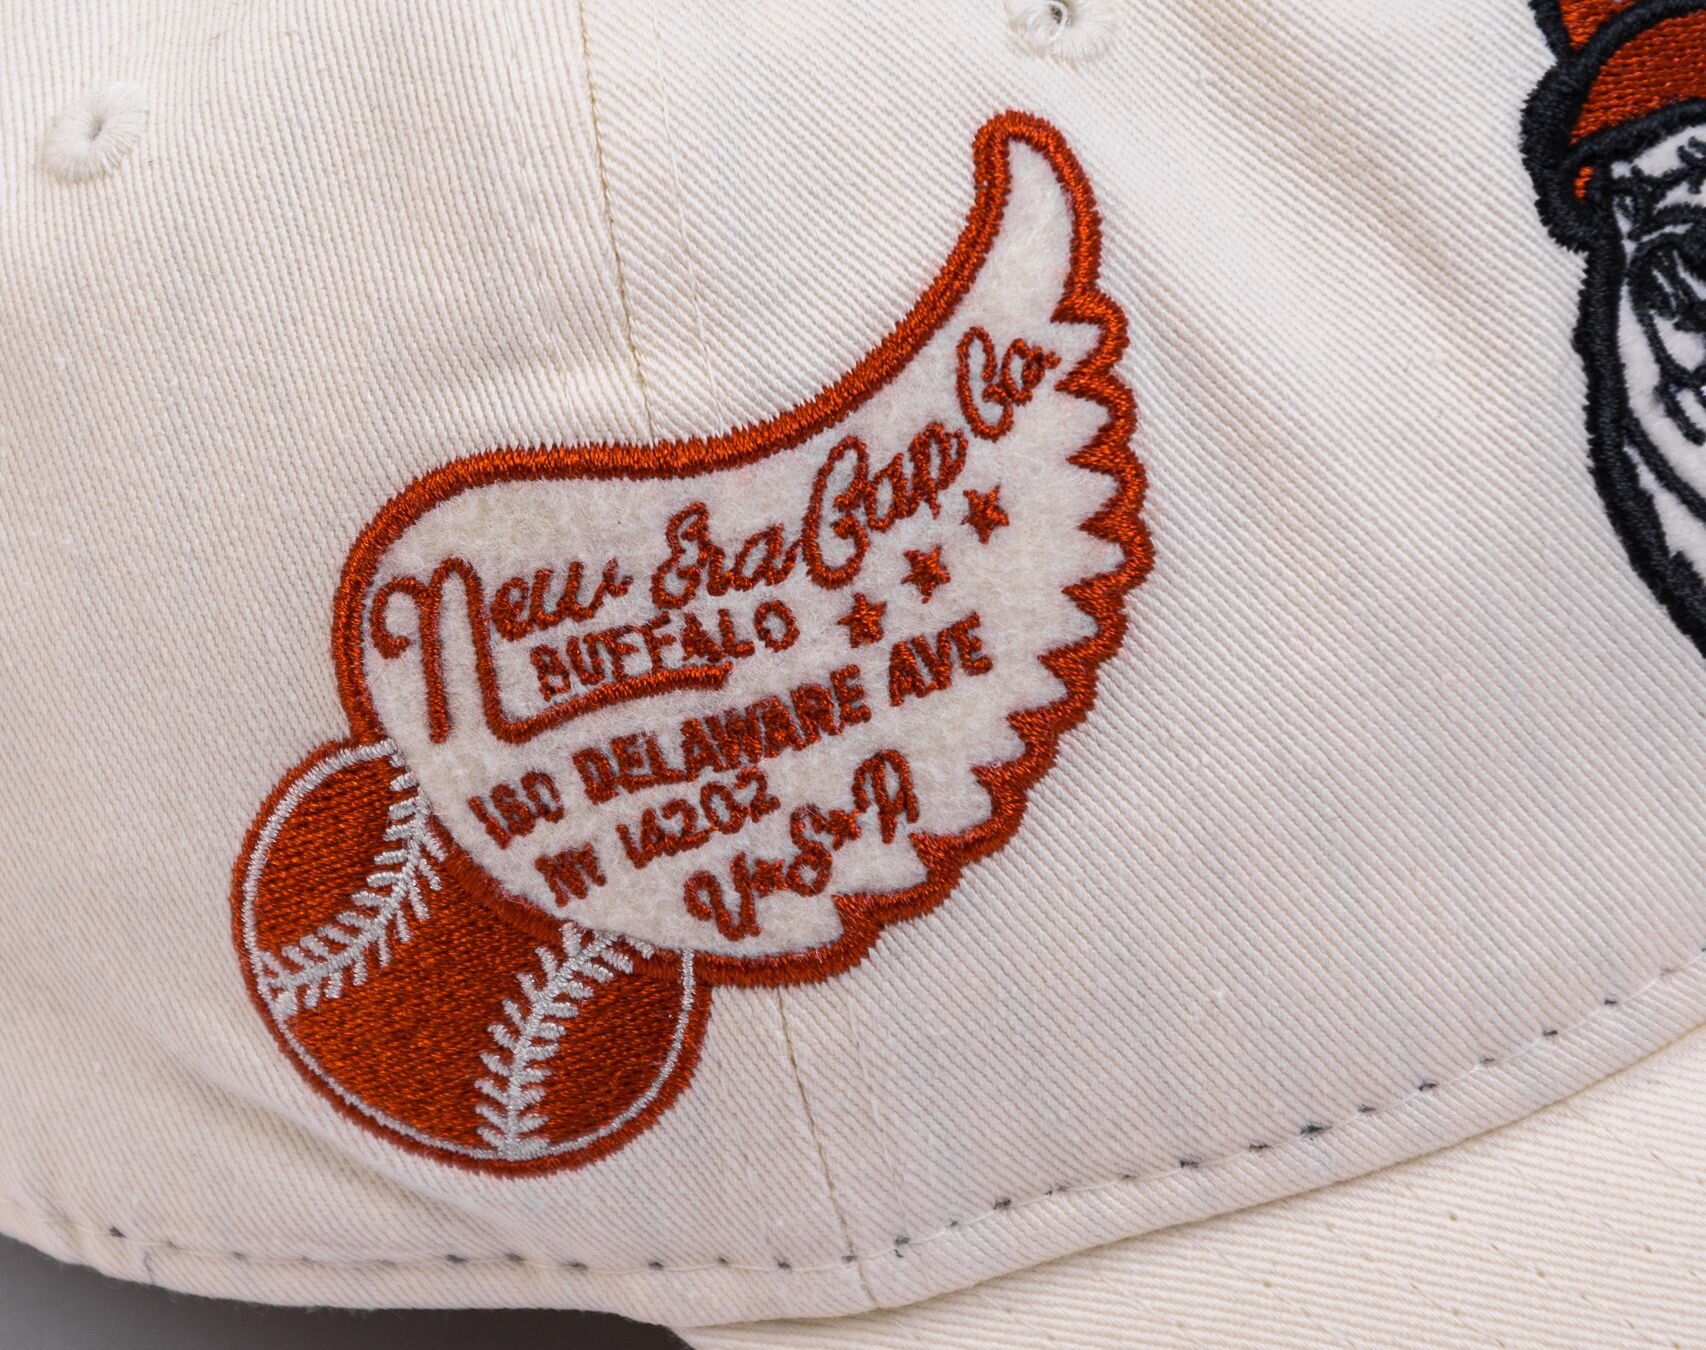 New Era Cap Co.
BUFFALO
160 DELAWARE AVE
NY 14202
U★S★A